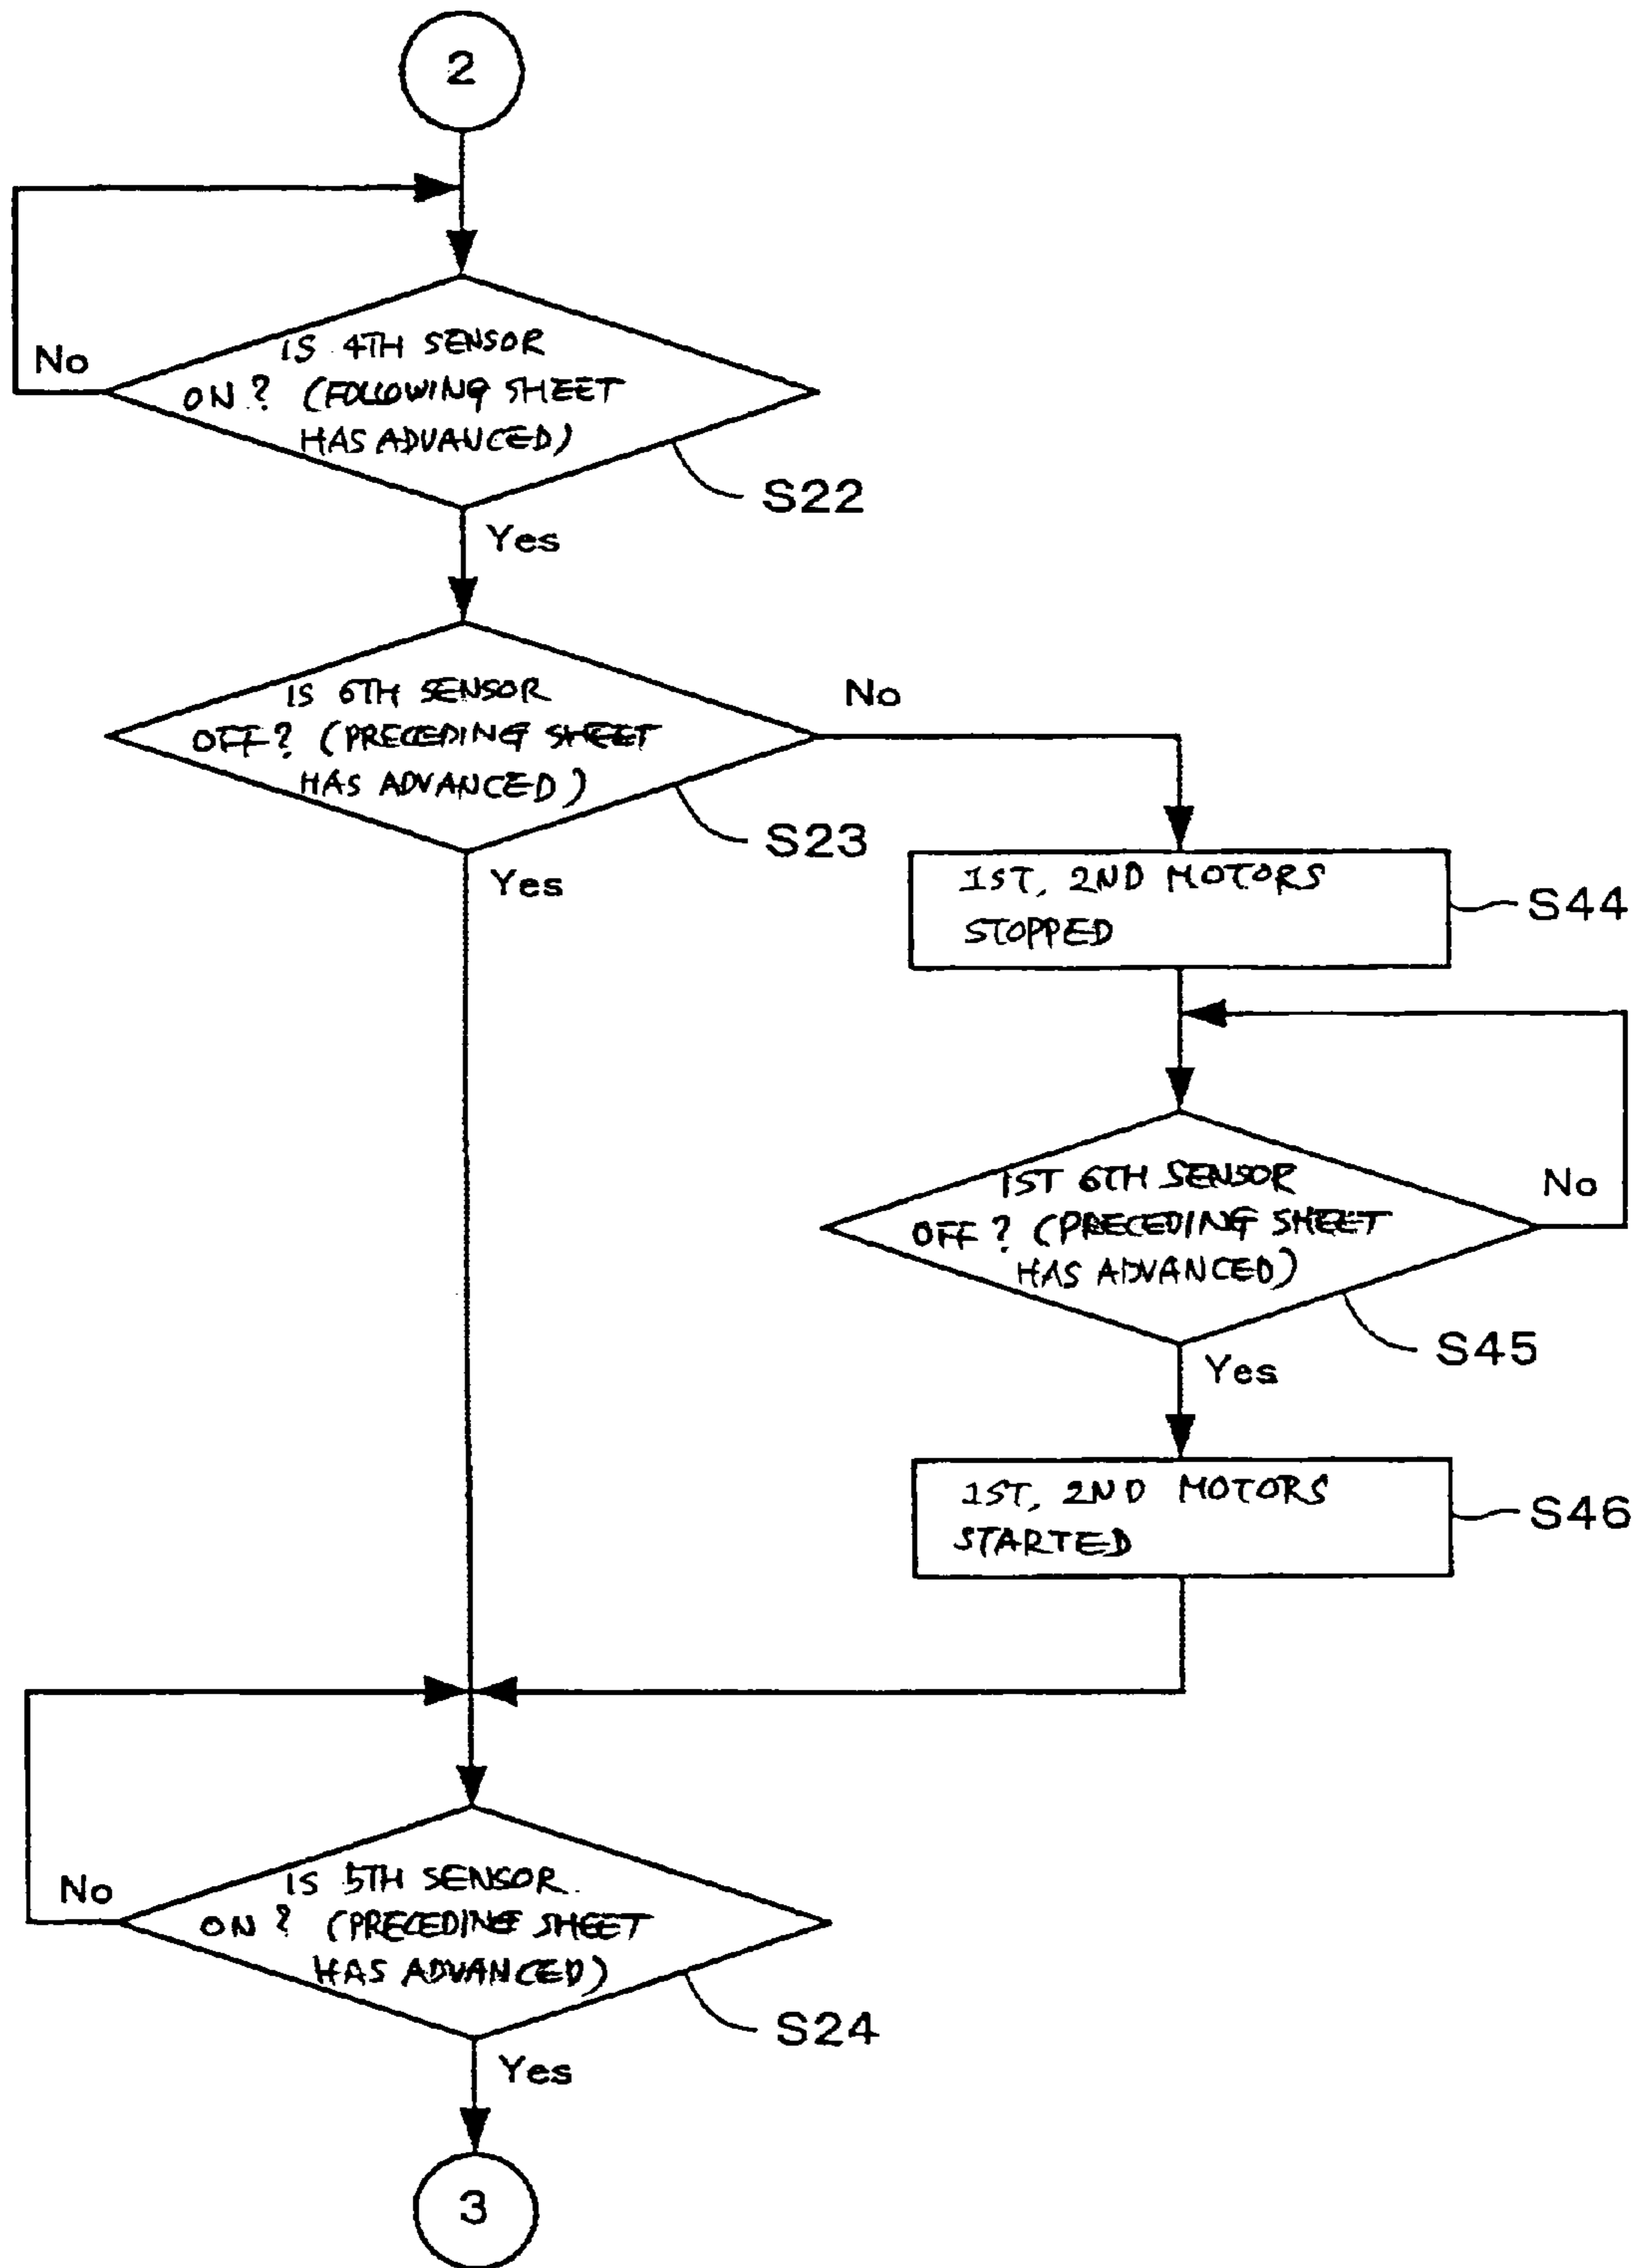 2
IS 4TH SENSOR
No
ON? (FOLLOWING SHEET
HAS ADVANCED)
S22
Yes
IS 6TH SENSOR
No
OFF? (PRECEDING SHEET
HAS ADVANCED)
S23
Yes
1ST, 2ND MOTORS
STOPPED
S44
1ST 6TH SENSOR
No
OFF? (PRECEDING SHEET
HAS ADVANCED)
S45
Yes
1ST, 2ND MOTORS
STARTED
S46
IS 5TH SENSOR
No
ON? (PRECEDING SHEET
HAS ADVANCED)
S24
Yes
3